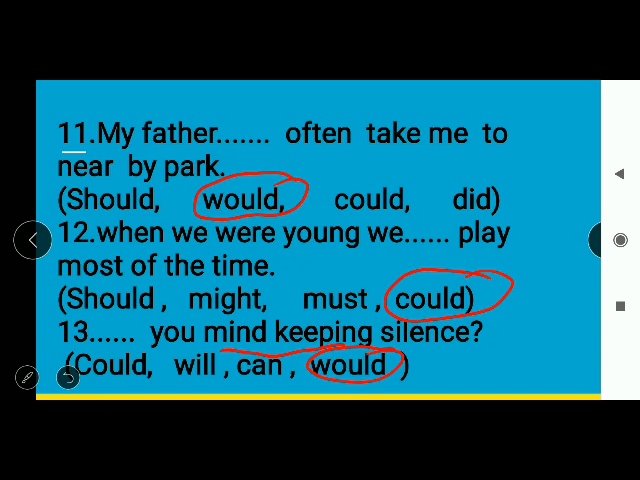 11.My father....... often take me to
near by park.
(Should, would, could, did)
12.when we were young we...... play
most of the time.
(Should , might, must , could)
13...... you mind keeping silence?
(Could, will , can , would )